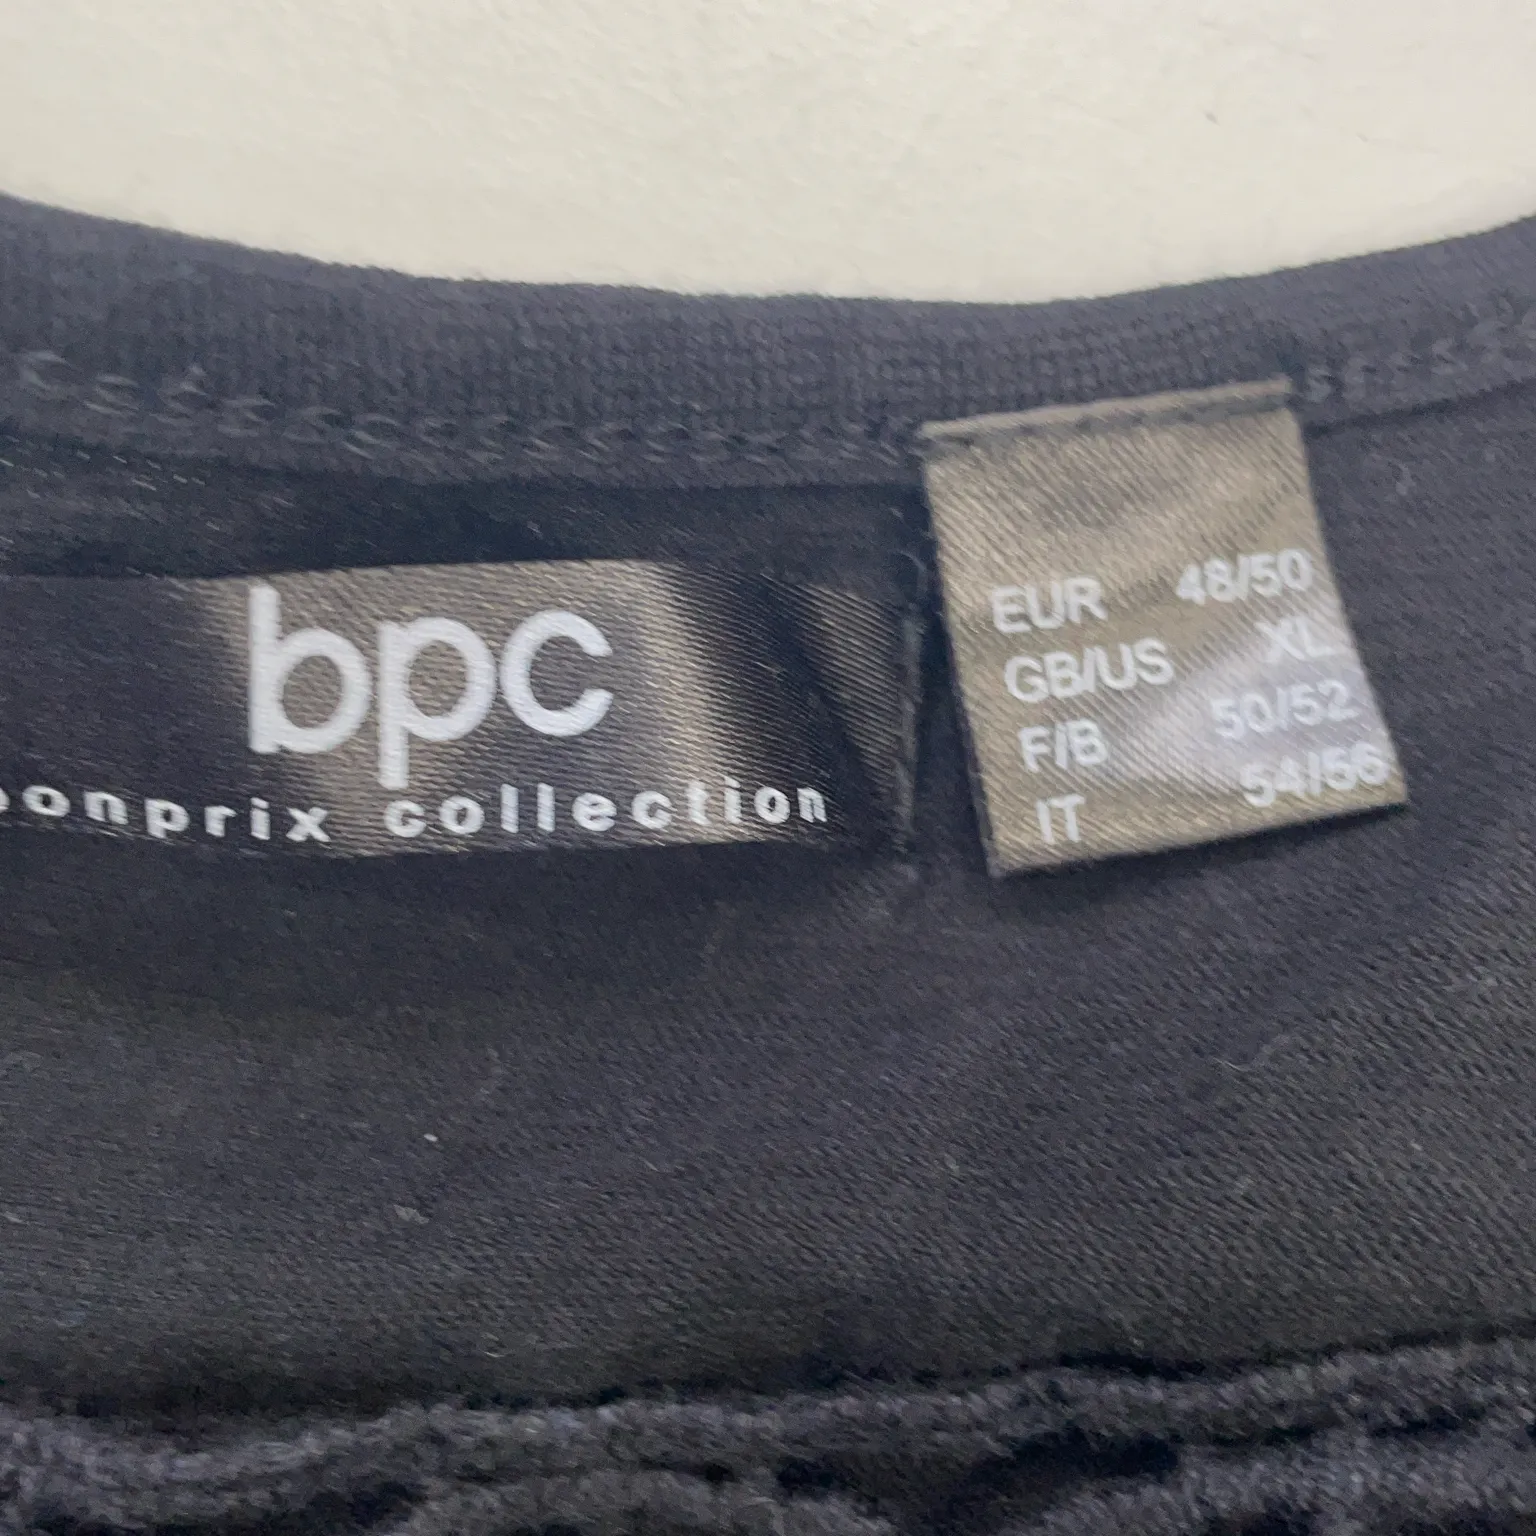 bpc
onprix collection
EUR 48/50
GB/US XL
F/B 50/52
IT 54/56